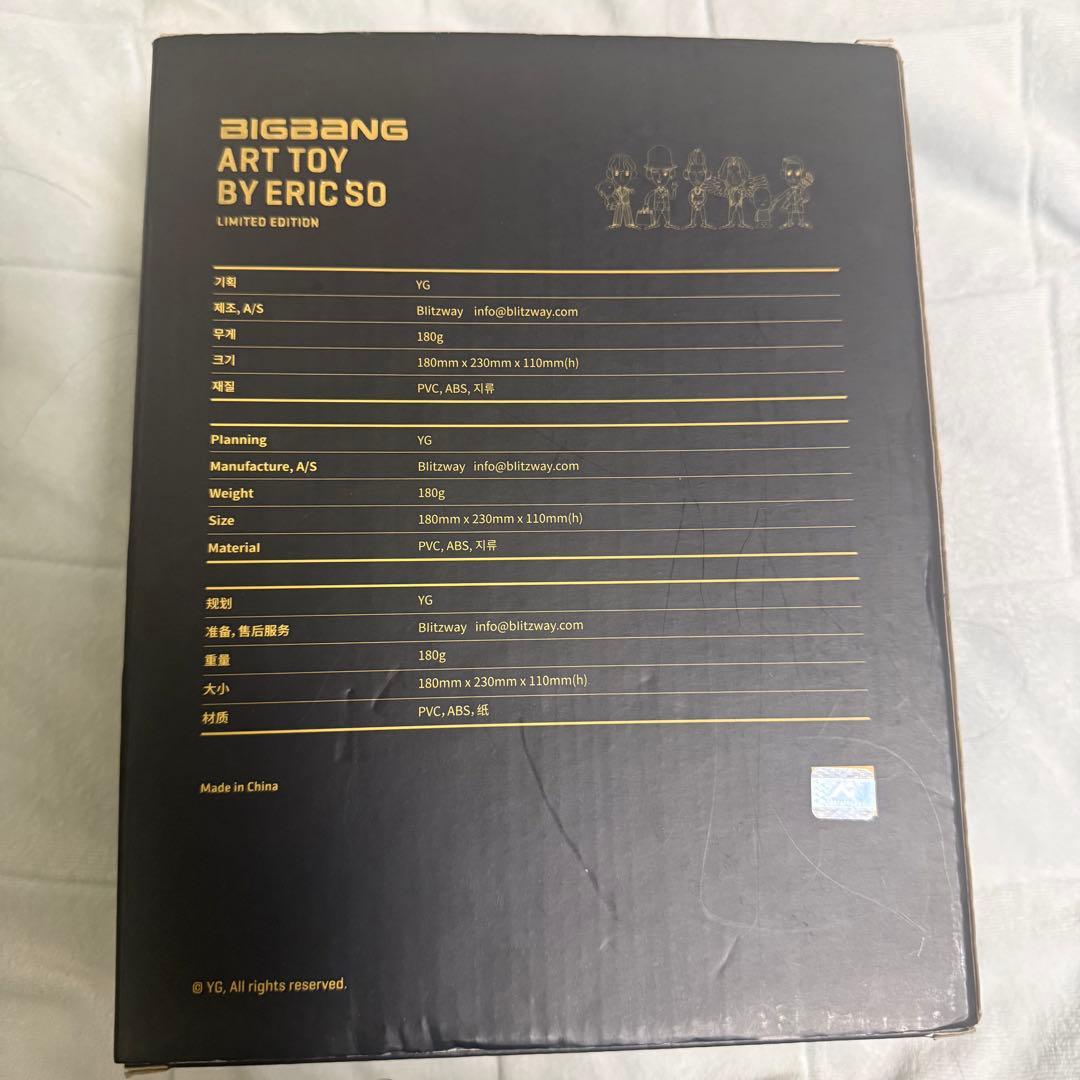 BIGBANG
ART TOY
BY ERIC SO
LIMITED EDITION
기획 YG
제조, A/S Blitzway info@blitzway.com
무게 180g
크기 180mm x 230mm x 110mm(h)
재질 PVC, ABS, 지류
Planning YG
Manufacture, A/S Blitzway info@blitzway.com
Weight 180g
Size 180mm x 230mm x 110mm(h)
Material PVC, ABS, 지류
规划 YG
准备, 售后服务 Blitzway info@blitzway.com
重量 180g
大小 180mm x 230mm x 110mm(h)
材质 PVC, ABS, 纸
Made in China
© YG, All rights reserved.